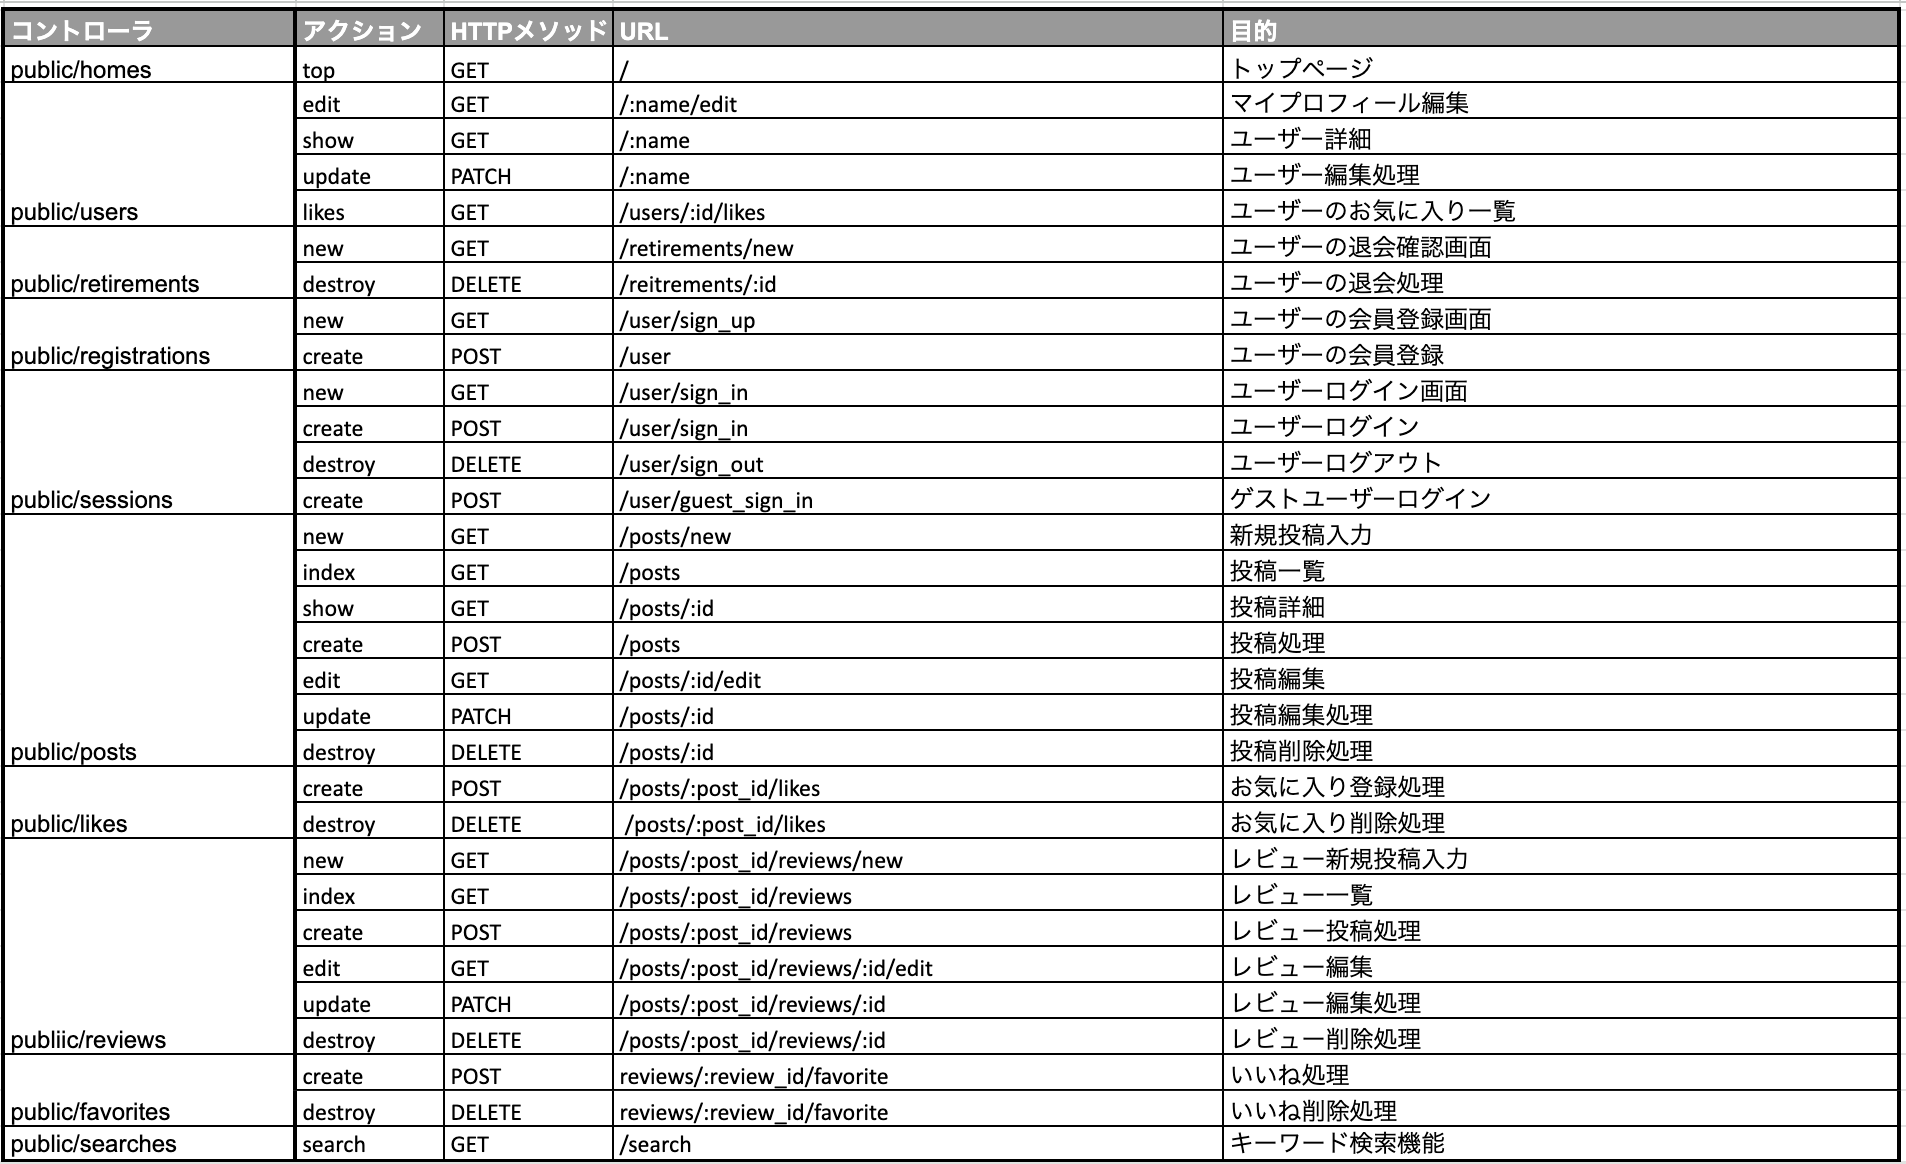 コントローラ アクション HTTPメソッド URL 目的
public/homes top GET / トップページ
edit GET /:name/edit マイプロフィール編集
show GET /:name ユーザー詳細
update PATCH /:name ユーザー編集処理
public/users likes GET /users/:id/likes ユーザーのお気に入り一覧
new GET /retirements/new ユーザーの退会確認画面
public/retirements destroy DELETE /reitrements/:id ユーザーの退会処理
new GET /user/sign_up ユーザーの会員登録画面
public/registrations create POST /user ユーザーの会員登録
new GET /user/sign_in ユーザーログイン画面
create POST /user/sign_in ユーザーログイン
destroy DELETE /user/sign_out ユーザーログアウト
public/sessions create POST /user/guest_sign_in ゲストユーザーログイン
new GET /posts/new 新規投稿入力
index GET /posts 投稿一覧
show GET /posts/:id 投稿詳細
create POST /posts 投稿処理
edit GET /posts/:id/edit 投稿編集
update PATCH /posts/:id 投稿編集処理
public/posts destroy DELETE /posts/:id 投稿削除処理
create POST /posts/:post_id/likes お気に入り登録処理
public/likes destroy DELETE /posts/:post_id/likes お気に入り削除処理
new GET /posts/:post_id/reviews/new レビュー新規投稿入力
index GET /posts/:post_id/reviews レビュー一覧
create POST /posts/:post_id/reviews レビュー投稿処理
edit GET /posts/:post_id/reviews/:id/edit レビュー編集
update PATCH /posts/:post_id/reviews/:id レビュー編集処理
publiic/reviews destroy DELETE /posts/:post_id/reviews/:id レビュー削除処理
create POST reviews/:review_id/favorite いいね処理
public/favorites destroy DELETE reviews/:review_id/favorite いいね削除処理
public/searches search GET /search キーワード検索機能